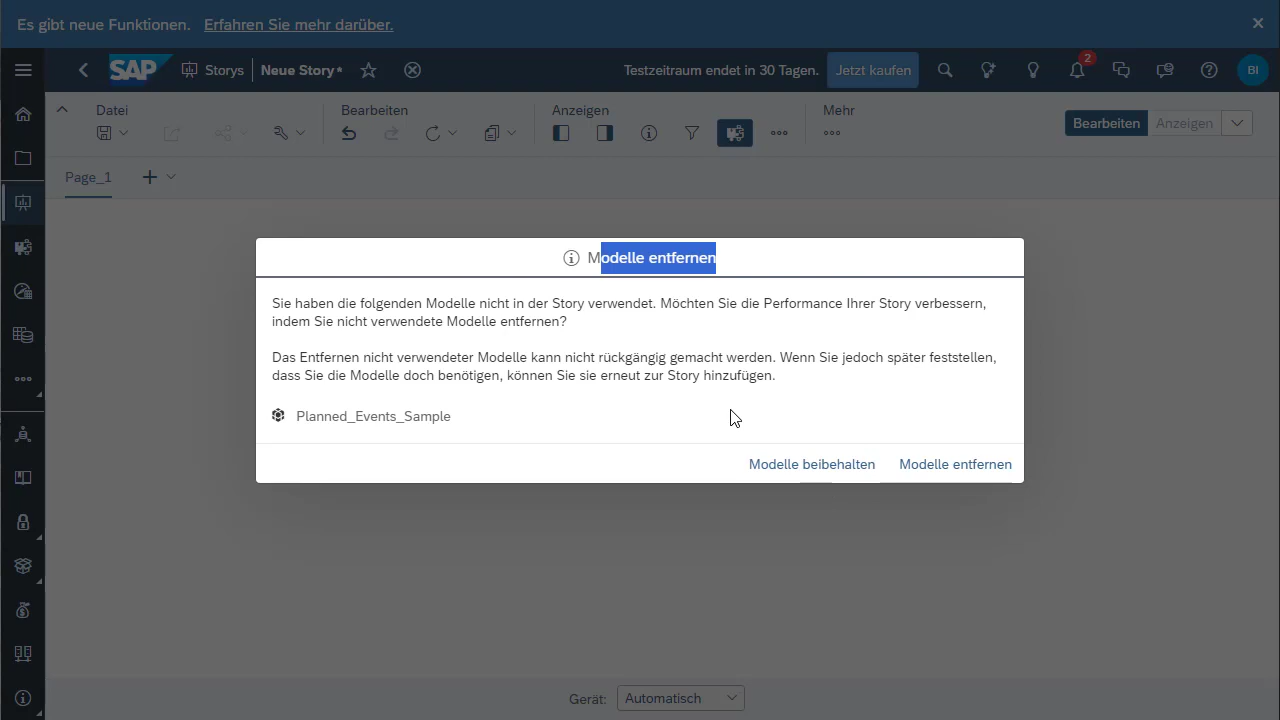 Es gibt neue Funktionen. Erfahren Sie mehr darüber.
SAP Storys Neue Story* Testzeitraum endet in 30 Tagen. Jetzt kaufen 2 BI
Datei Bearbeiten Anzeigen Mehr
Bearbeiten Anzeigen
Page_1
Modelle entfernen
Sie haben die folgenden Modelle nicht in der Story verwendet. Möchten Sie die Performance Ihrer Story verbessern,
indem Sie nicht verwendete Modelle entfernen?
Das Entfernen nicht verwendeter Modelle kann nicht rückgängig gemacht werden. Wenn Sie jedoch später feststellen,
dass Sie die Modelle doch benötigen, können Sie sie erneut zur Story hinzufügen.
Planned_Events_Sample
Modelle beibehalten Modelle entfernen
Gerät: Automatisch